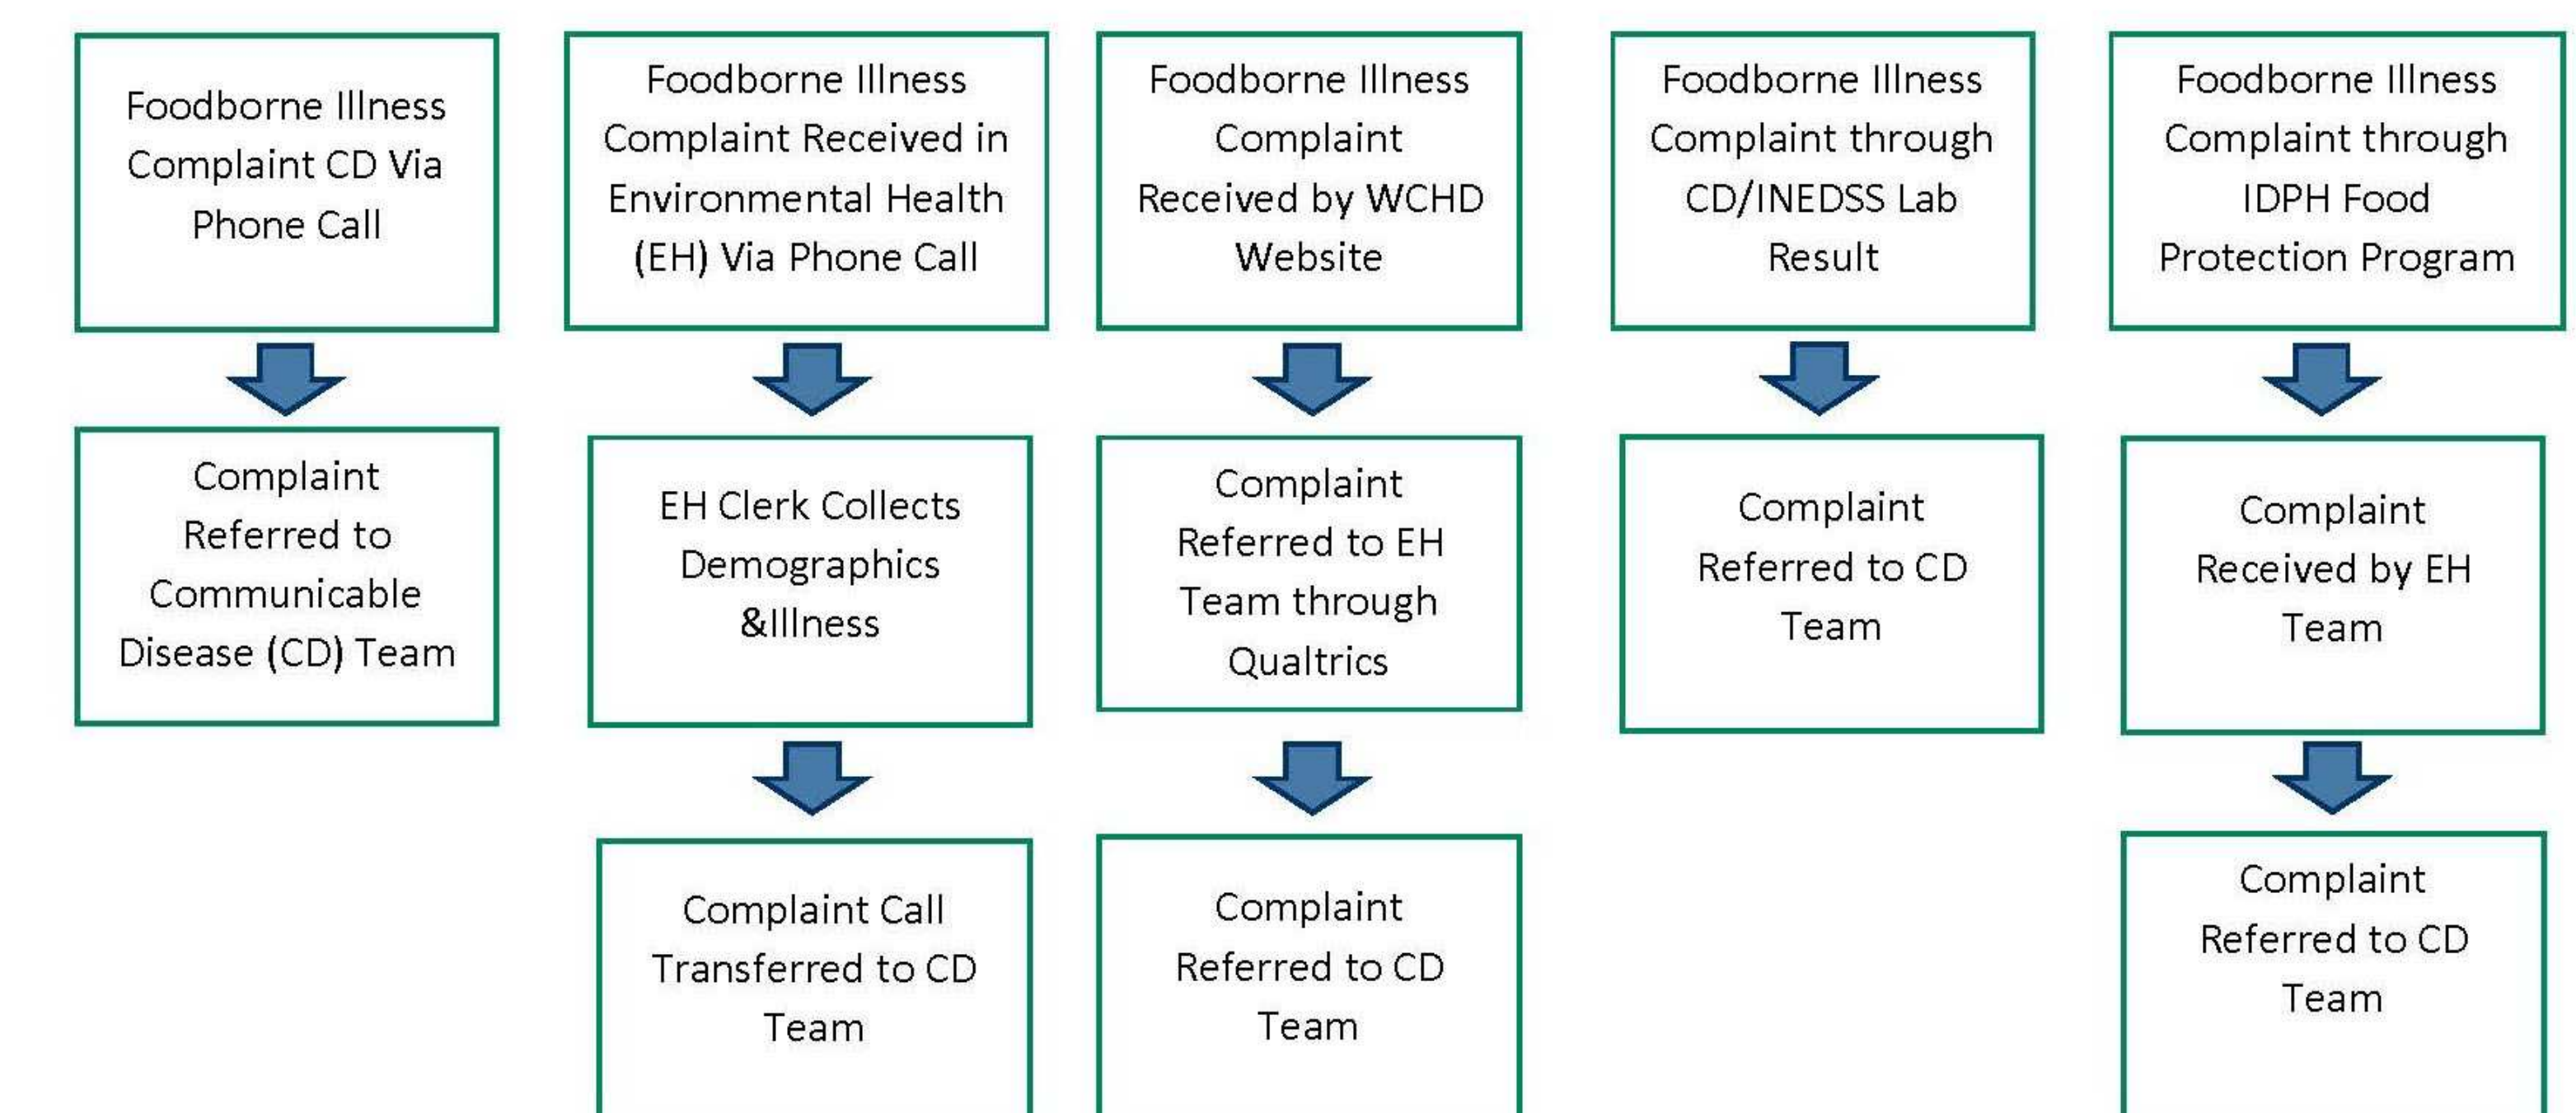 Foodborne Illness
Complaint CD Via
Phone Call
Foodborne Illness
Complaint Received in
Environmental Health
(EH) Via Phone Call
Foodborne Illness
Complaint
Received by WCHD
Website
Foodborne Illness
Complaint through
CD/INEDSS Lab
Result
Foodborne Illness
Complaint through
IDPH Food
Protection Program
Complaint
Referred to
Communicable
Disease (CD) Team
EH Clerk Collects
Demographics
&Illness
Complaint
Referred to EH
Team through
Qualtrics
Complaint
Referred to CD
Team
Complaint
Received by EH
Team
Complaint Call
Transferred to CD
Team
Complaint
Referred to CD
Team
Complaint
Referred to CD
Team